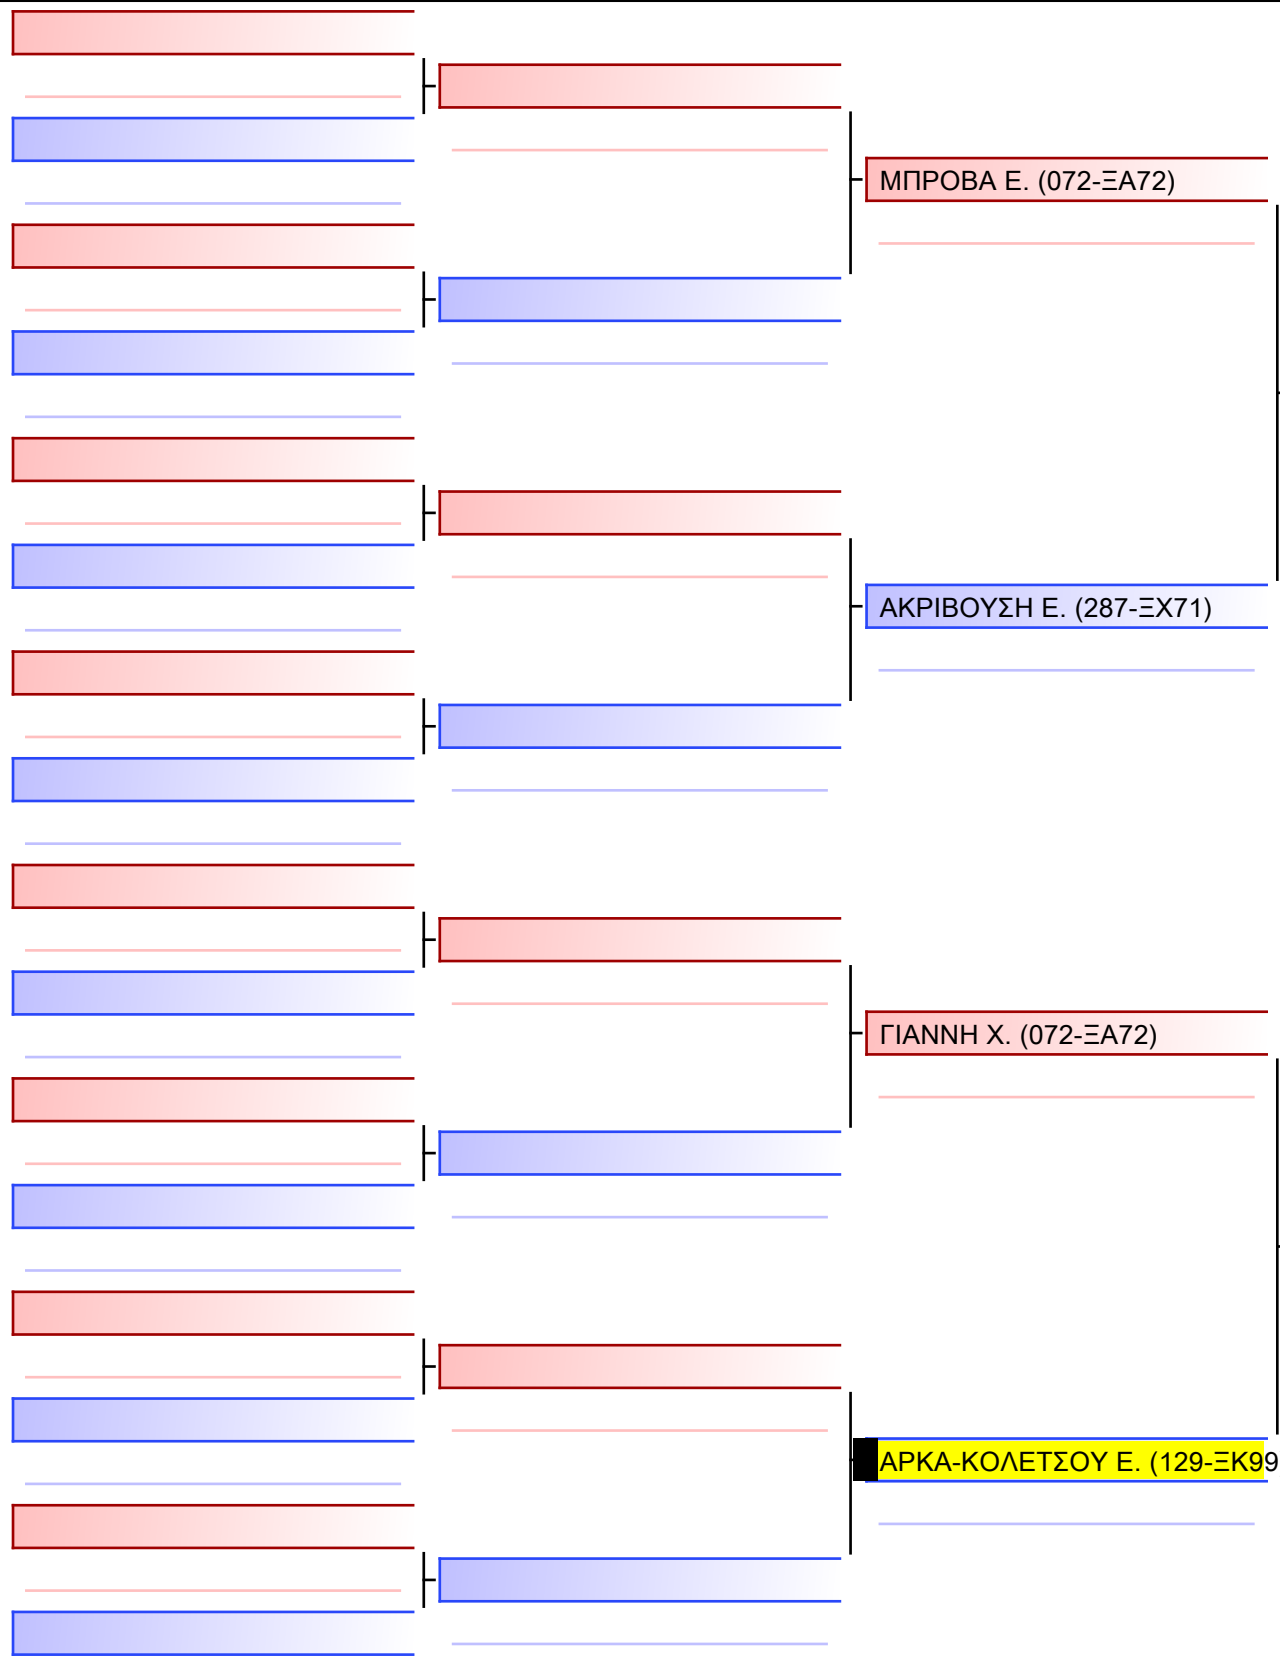 ΜΠΡΟΒΑ Ε. (072-ΞΑ72)
ΑΚΡΙΒΟΥΣΗ Ε. (287-ΞΧ71)
ΓΙΑΝΝΗ Χ. (072-ΞΑ72)
ΑΡΚΑ-ΚΟΛΕΤΣΟΥ Ε. (129-ΞΚ99